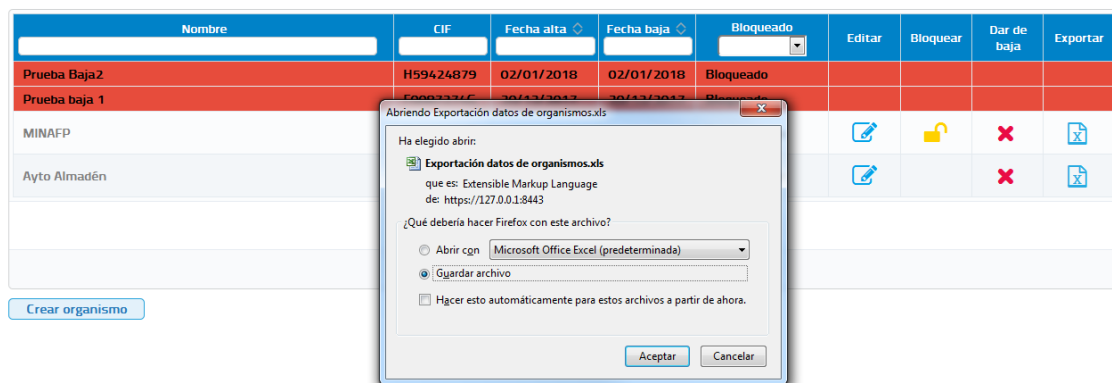 Nombre CIF Fecha alta Fecha baja Bloqueado Editar Bloquear Dar de baja Exportar
Prueba Baja2 H59424879 02/01/2018 02/01/2018 Bloqueado
Prueba baja 1
MINAFP
Ayto Almadén
Crear organismo
Abriendo Exportación datos de organismos.xls
Ha elegido abrir:
Exportación datos de organismos.xls
que es: Extensible Markup Language
de: https://127.0.0.1:8443
¿Qué debería hacer Firefox con este archivo?
Abrir con Microsoft Office Excel (predeterminada)
Guardar archivo
Hacer esto automáticamente para estos archivos a partir de ahora.
Aceptar Cancelar